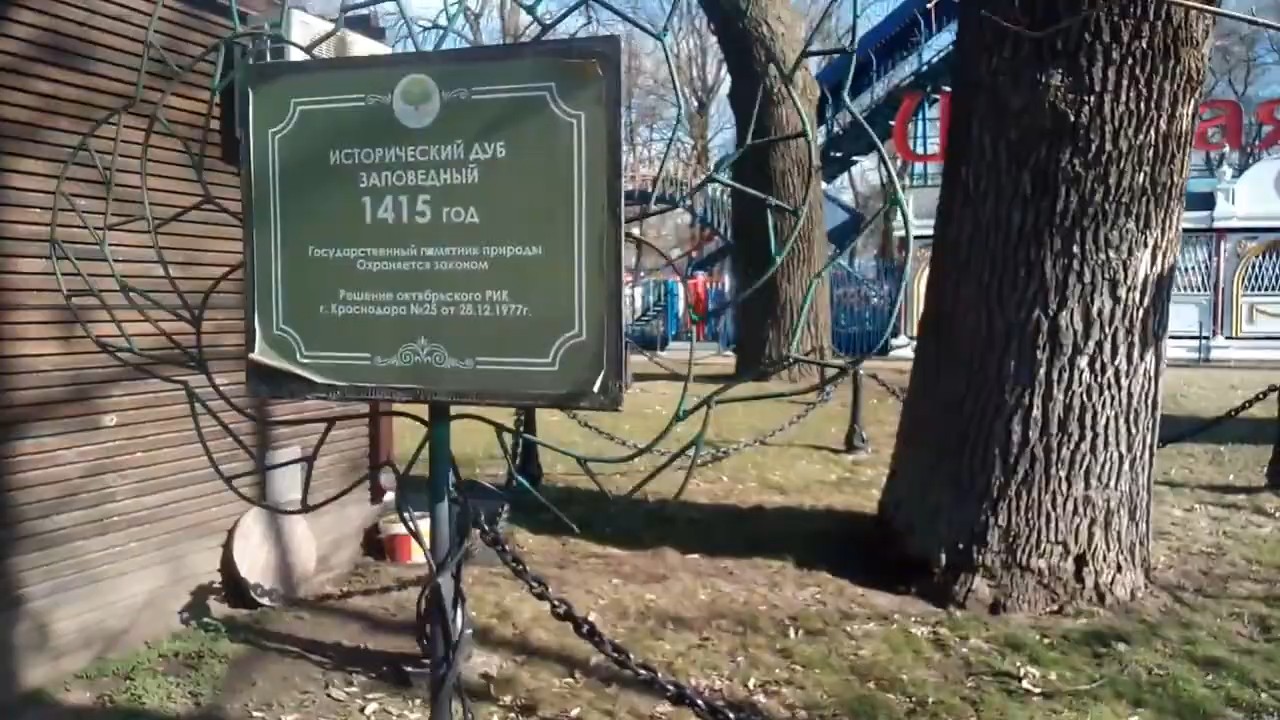 ИСТОРИЧЕСКИЙ ДУБ
ЗАПОВЕДНЫЙ
1415 год
Государственный памятник природы
Охраняется законом
Решение октябрьского РИК
г. Краснодара №25 от 28.12.1977г.